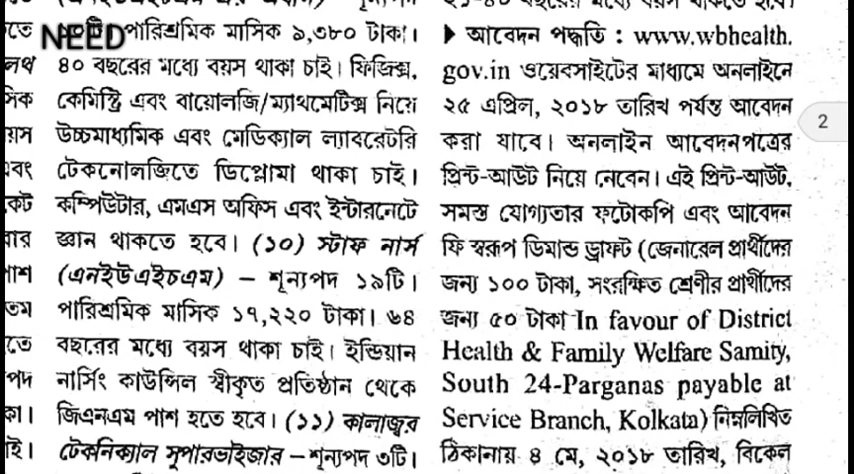 পারিশ্রমিক মাসিক ৯,৩৮০ টাকা।
৪০ বছরের মধ্যে বয়স থাকা চাই। ফিজিক্স,
কেমিস্ট্রি এবং বায়োলজি/ম্যাথমেটিক্স নিয়ে
উচ্চমাধ্যমিক এবং মেডিক্যাল ল্যাবরেটরি
টেকনোলজিতে ডিপ্লোমা থাকা চাই।
কম্পিউটার, এমএস অফিস এবং ইন্টারনেটে
জ্ঞান থাকতে হবে। (১০) স্টাফ নার্স
(এনইউএইচএম) – শূন্যপদ ১৯টি।
পারিশ্রমিক মাসিক ১৭,২২০ টাকা। ৬৪
বছরের মধ্যে বয়স থাকা চাই। ইন্ডিয়ান
নার্সিং কাউন্সিল স্বীকৃত প্রতিষ্ঠান থেকে
জিএনএম পাশ হতে হবে। (১১) কালাজ্বর
টেকনিক্যাল সুপারভাইজার – শূন্যপদ ৩টি।
NEED
▶ আবেদন পদ্ধতি : www.wbhealth.
gov.in ওয়েবসাইটের মাধ্যমে অনলাইনে
২৫ এপ্রিল, ২০১৮ তারিখ পর্যন্ত আবেদন
করা যাবে। অনলাইন আবেদনপত্রের
প্রিন্ট-আউট নিয়ে নেবেন। এই প্রিন্ট-আউট,
সমস্ত যোগ্যতার ফটোকপি এবং আবেদন
ফি স্বরূপ ডিমান্ড ড্রাফট (জেনারেল প্রার্থীদের
জন্য ১০০ টাকা, সংরক্ষিত শ্রেণীর প্রার্থীদের
জন্য ৫০ টাকা In favour of District
Health & Family Welfare Samity,
South 24-Parganas payable at
Service Branch, Kolkata) নিম্নলিখিত
ঠিকানায় ৪ মে, ২০১৮ তারিখ, বিকেল
2